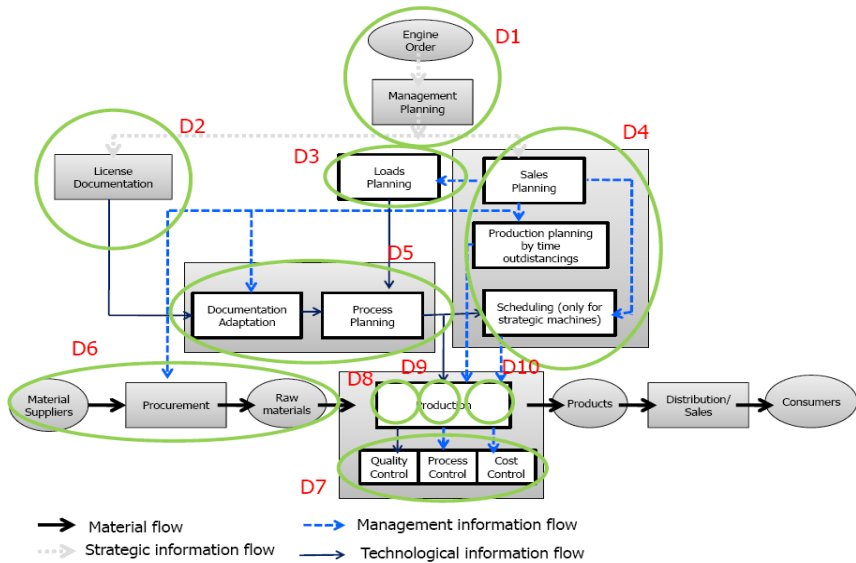 Engine
Order
D1
Management
Planning
D2
D4
D3
License
Documentation
Loads
Planning
Sales
Planning
Production planning
by time
outdistancings
D5
Documentation
Adaptation
Process
Planning
Scheduling (only for
strategic machines)
D6
D9
D10
D8
Material
Suppliers
Procurement
Raw
materials
Production
Products
Distribution/
Sales
Consumers
Quality
Control
Process
Control
Cost
Control
D7
Material flow
Management information flow
Strategic information flow
Technological information flow